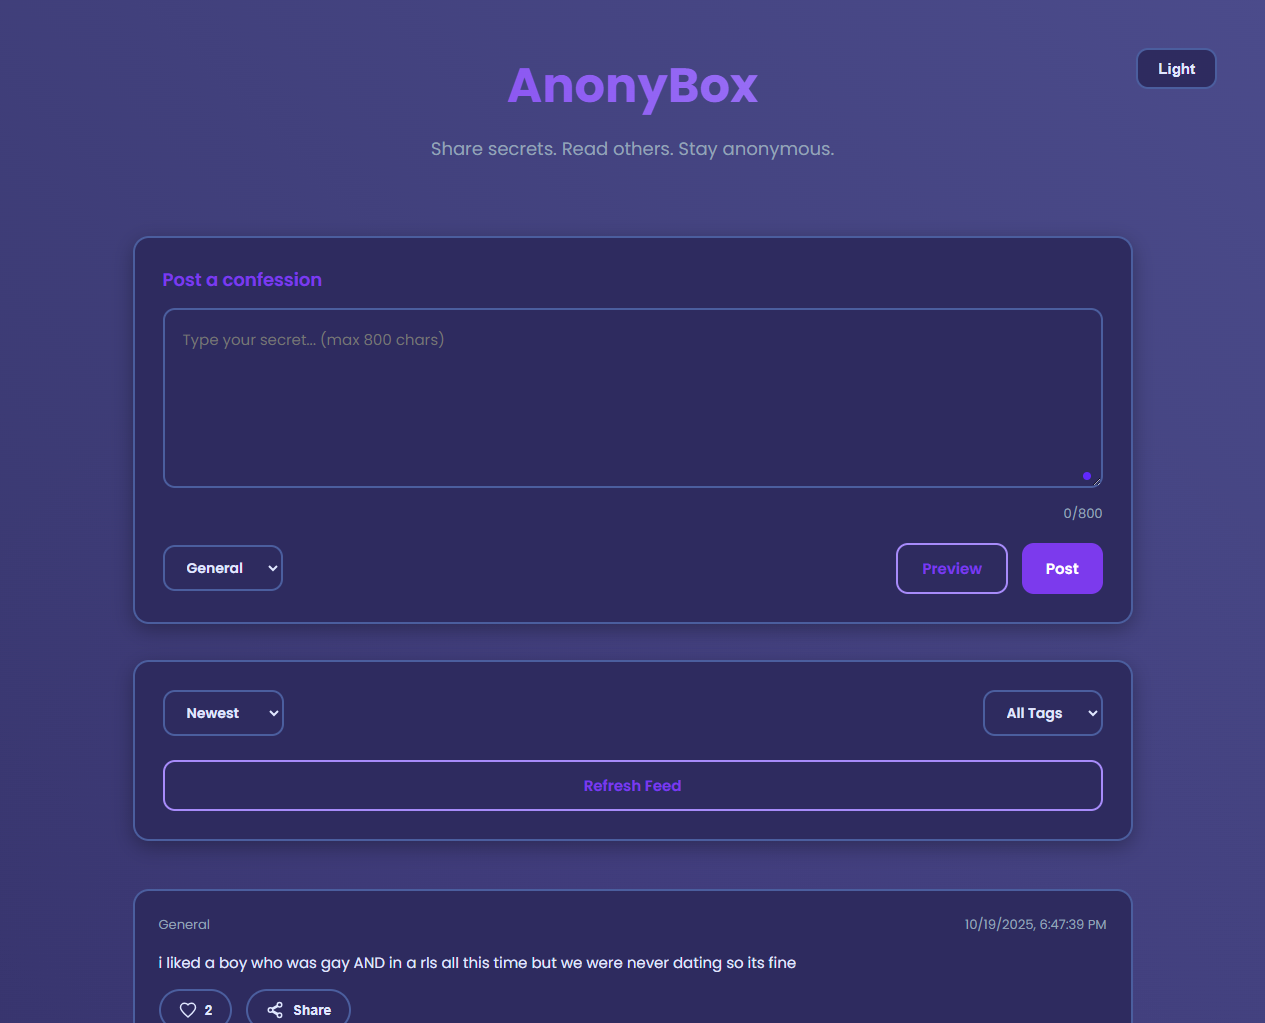 AnonyBox
Light
Share secrets. Read others. Stay anonymous.
Post a confession
Type your secret... (max 800 chars)
0/800
General
Preview
Post
Newest
All Tags
Refresh Feed
General
10/19/2025, 6:47:39 PM
i liked a boy who was gay AND in a rls all this time but we were never dating so its fine
2
Share